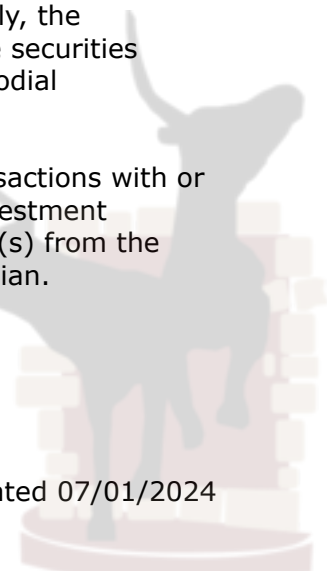 ly, the
securities
odial
sactions with or
estment
(s) from the
ian.
ated 07/01/2024